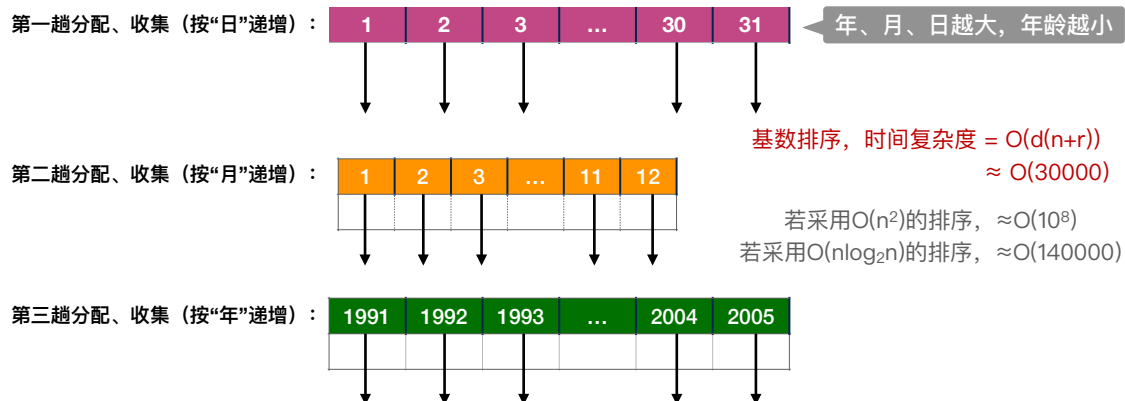 第一趟分配、收集（按“日”递增）： 1 2 3 … 30 31
年、月、日越大，年龄越小
基数排序，时间复杂度 = O(d(n+r))
≈ O(30000)
第二趟分配、收集（按“月”递增）： 1 2 3 … 11 12
若采用O(n²)的排序，≈O(10⁸)
若采用O(nlog₂n)的排序，≈O(140000)
第三趟分配、收集（按“年”递增）： 1991 1992 1993 … 2004 2005